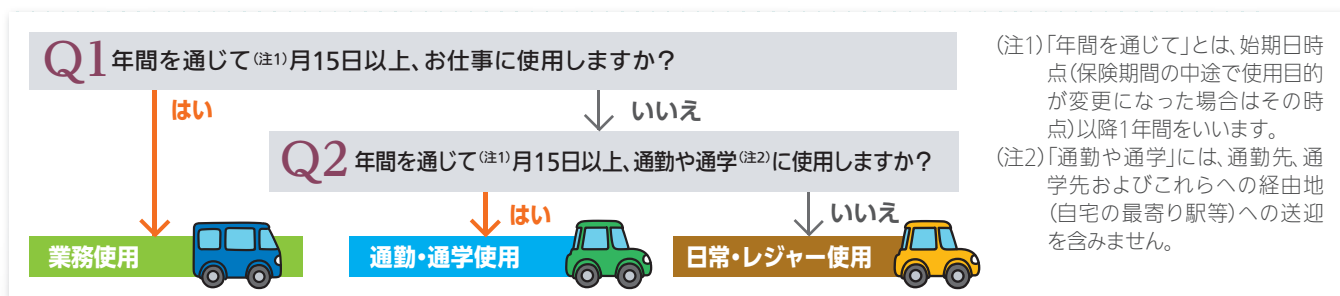 Q1 年間を通じて(注1)月15日以上、お仕事に使用しますか？
はい
いいえ
Q2 年間を通じて(注1)月15日以上、通勤や通学(注2)に使用しますか？
はい
いいえ
業務使用
通勤・通学使用
日常・レジャー使用
(注1)「年間を通じて」とは、始期日時
点(保険期間の中途で使用目的
が変更になった場合はその時
点)以降1年間をいいます。
(注2)「通勤や通学」には、通勤先、通
学先およびこれらへの経由地
(自宅の最寄り駅等)への送迎
を含みません。